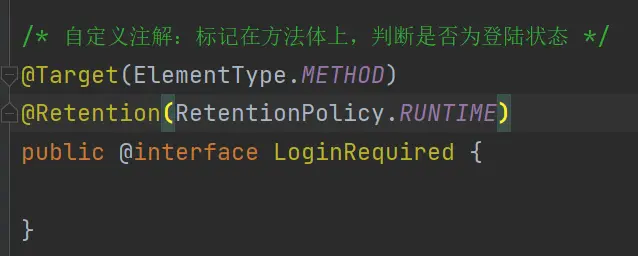 /* 自定义注解：标记在方法体上，判断是否为登陆状态 */
@Target(ElementType.METHOD)
@Retention(RetentionPolicy.RUNTIME)
public @interface LoginRequired {
}